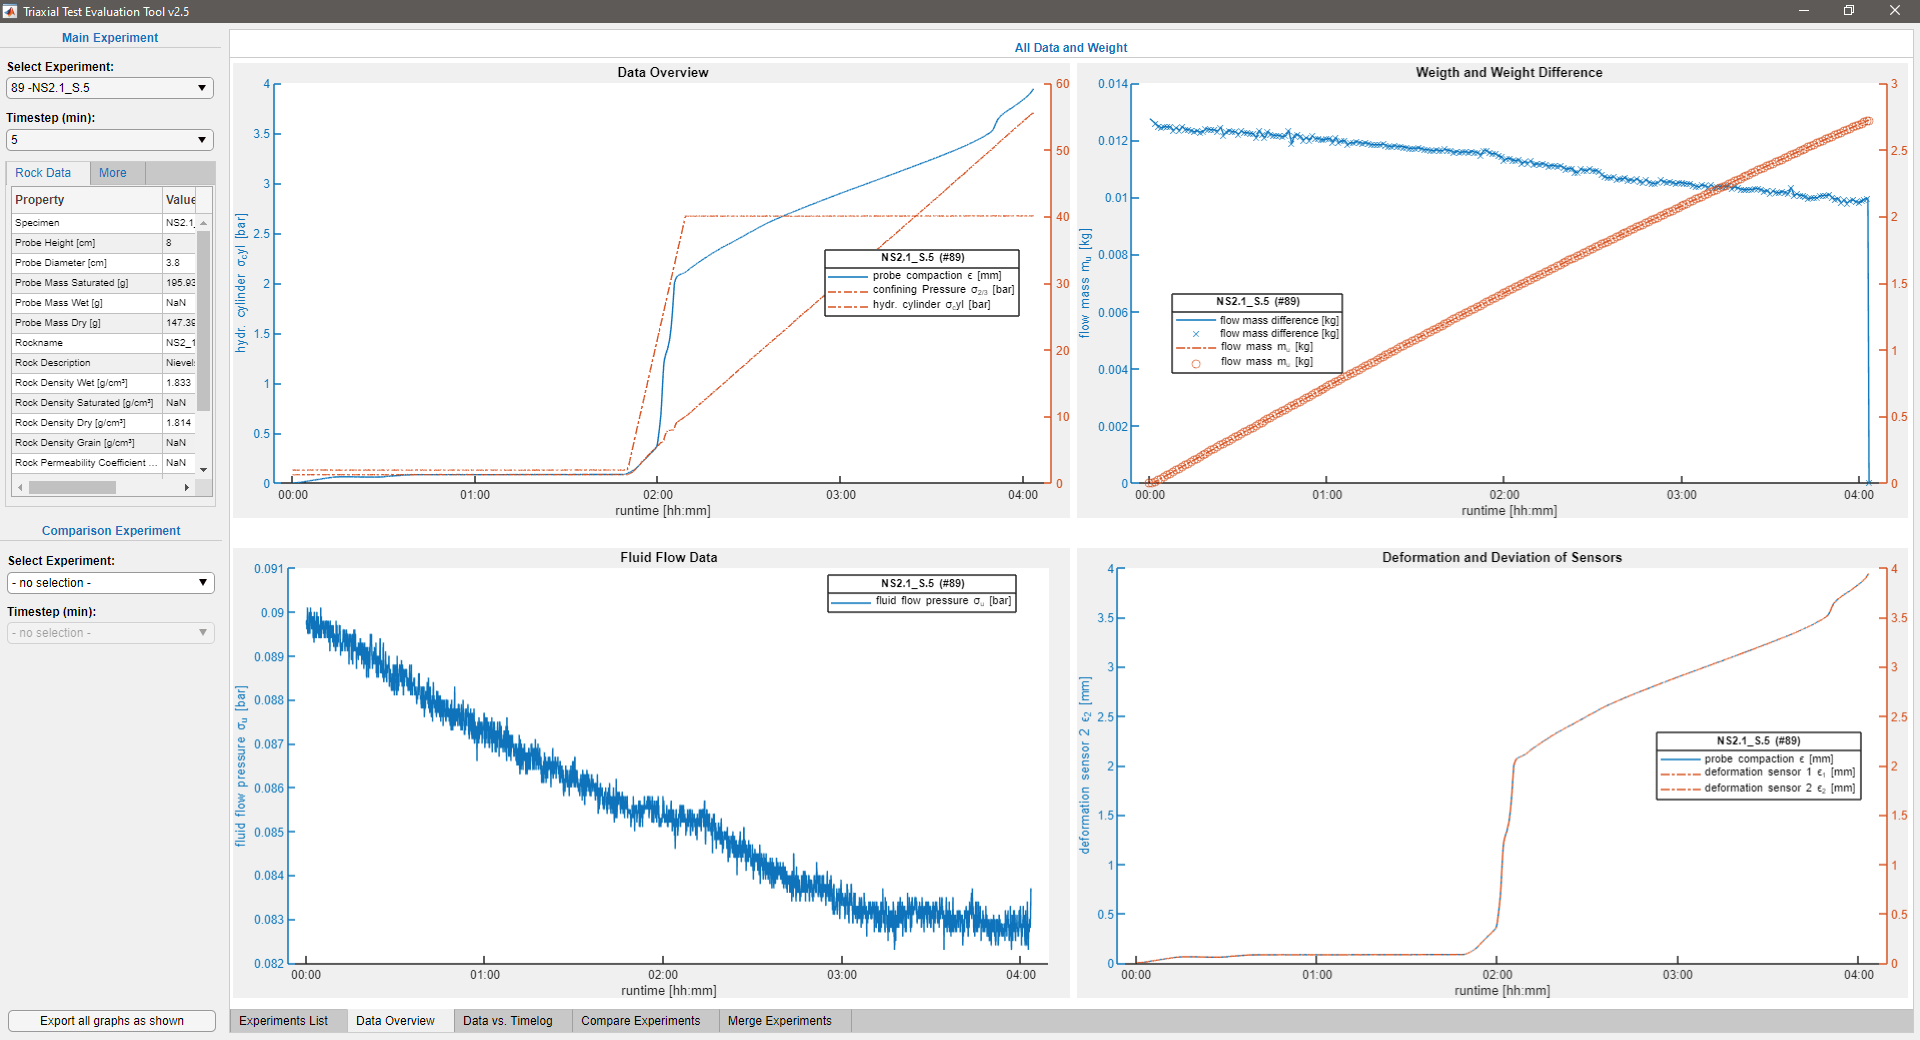 Triaxial Test Evaluation Tool v2.5
Main Experiment
Select Experiment:
89 -NS2.1_S.5
Timestep (min):
5
Rock Data
More
Property Value
Specimen NS2.1_
Probe Height [cm] 8
Probe Diameter [cm] 3.8
Probe Mass Saturated [g] 195.93
Probe Mass Wet [g] NaN
Probe Mass Dry [g] 147.39
Rockname NS2_1
Rock Description Nievels
Rock Density Wet [g/cm³] 1.833
Rock Density Saturated [g/cm³] NaN
Rock Density Dry [g/cm³] 1.814
Rock Density Grain [g/cm³] NaN
Rock Permeability Coefficient ... NaN
Comparison Experiment
Select Experiment:
- no selection -
Timestep (min):
- no selection -
Export all graphs as shown
All Data and Weight
Data Overview
4
3.5
3
2.5
2
1.5
1
0.5
0
hydr. cylinder σcyl [bar]
60
50
40
30
20
10
0
NS2.1_S.5 (#89)
probe compaction ϵ [mm]
confining Pressure σ2/3 [bar]
hydr. cylinder σcyl [bar]
00:00 01:00 02:00 03:00 04:00
runtime [hh:mm]
Weigth and Weight Difference
0.014
0.012
0.01
0.008
0.006
0.004
0.002
0
flow mass mu [kg]
3
2.5
2
1.5
1
0.5
0
NS2.1_S.5 (#89)
flow mass difference [kg]
flow mass difference [kg]
flow mass mu [kg]
flow mass mu [kg]
00:00 01:00 02:00 03:00 04:00
runtime [hh:mm]
Fluid Flow Data
0.091
0.09
0.089
0.088
0.087
0.086
0.085
0.084
0.083
0.082
fluid flow pressure σu [bar]
NS2.1_S.5 (#89)
fluid flow pressure σu [bar]
00:00 01:00 02:00 03:00 04:00
runtime [hh:mm]
Deformation and Deviation of Sensors
4
3.5
3
2.5
2
1.5
1
0.5
0
deformation sensor 2 ϵ2 [mm]
4
3.5
3
2.5
2
1.5
1
0.5
0
NS2.1_S.5 (#89)
probe compaction ϵ [mm]
deformation sensor 1 ϵ1 [mm]
deformation sensor 2 ϵ2 [mm]
00:00 01:00 02:00 03:00 04:00
runtime [hh:mm]
Experiments List
Data Overview
Data vs. Timelog
Compare Experiments
Merge Experiments